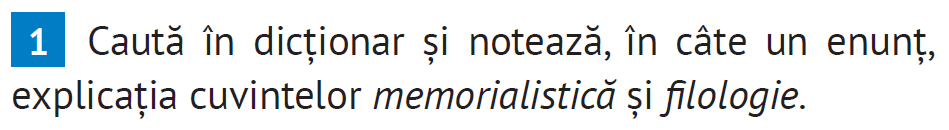 1 Caută în dicționar și notează, în câte un enunț,
explicația cuvintelor memorialistică și filologie.